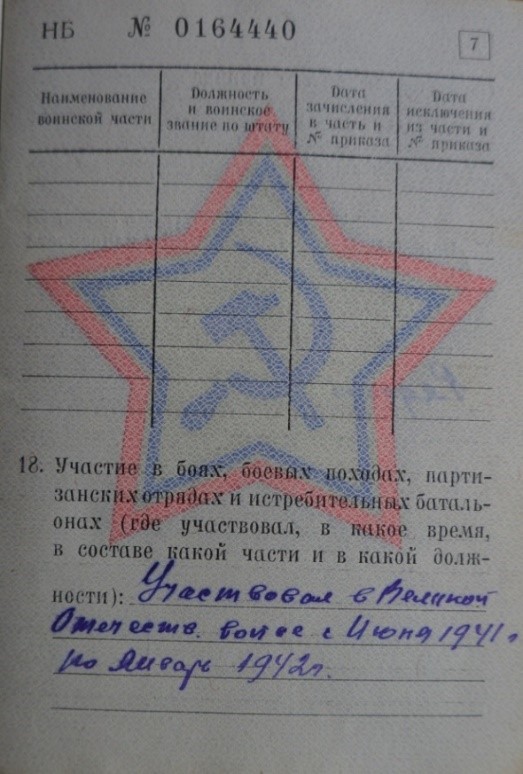 НБ № 0164440
7
Наименование воинской части
Должность и воинское звание по штату
Дата зачисления в часть и № приказа
Дата исключения из части и № приказа
18. Участие в боях, боевых походах, парти-
занских отрядах и истребительных баталь-
онах (где участвовал, в какое время,
в составе какой части и в какой долж-
ности): Участвовал в Великой
Отечеств. войне с Июня 1941 г
по Январь 1942г.